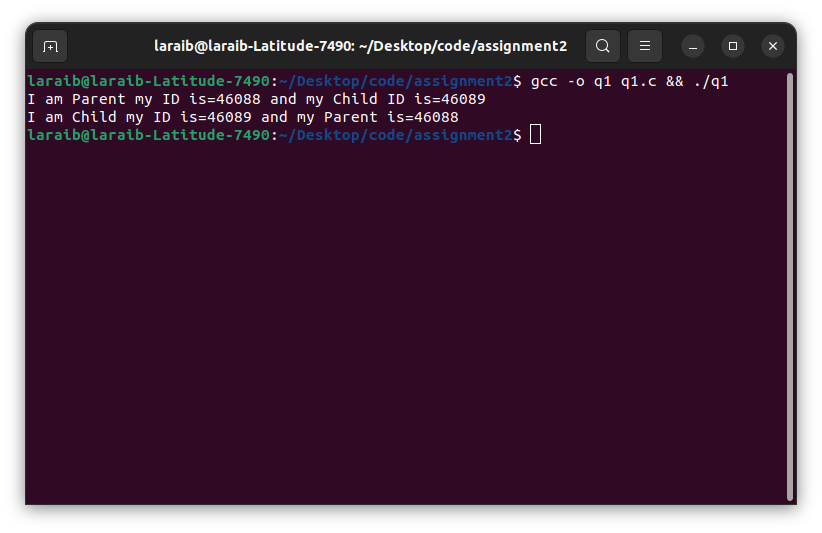 laraib@laraib-Latitude-7490: ~/Desktop/code/assignment2
laraib@laraib-Latitude-7490:~/Desktop/code/assignment2$ gcc -o q1 q1.c && ./q1
I am Parent my ID is=46088 and my Child ID is=46089
I am Child my ID is=46089 and my Parent is=46088
laraib@laraib-Latitude-7490:~/Desktop/code/assignment2$